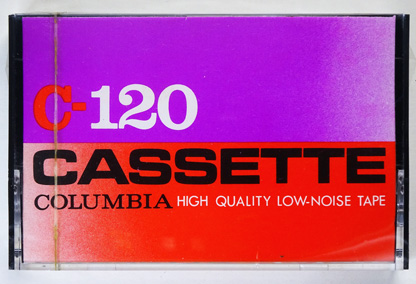 C-120
CASSETTE
COLUMBIA HIGH QUALITY LOW-NOISE TAPE